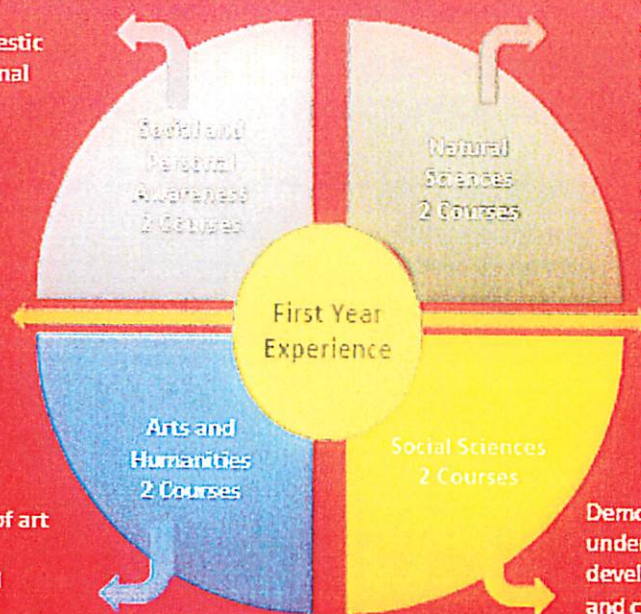 estic
nal
Social and
Personal
Awareness
2 Courses
Natural
Sciences
2 Courses
First Year
Experience
Arts and
Humanities
2 Courses
Social Sciences
2 Courses
of art
Demo
under
develo
and c